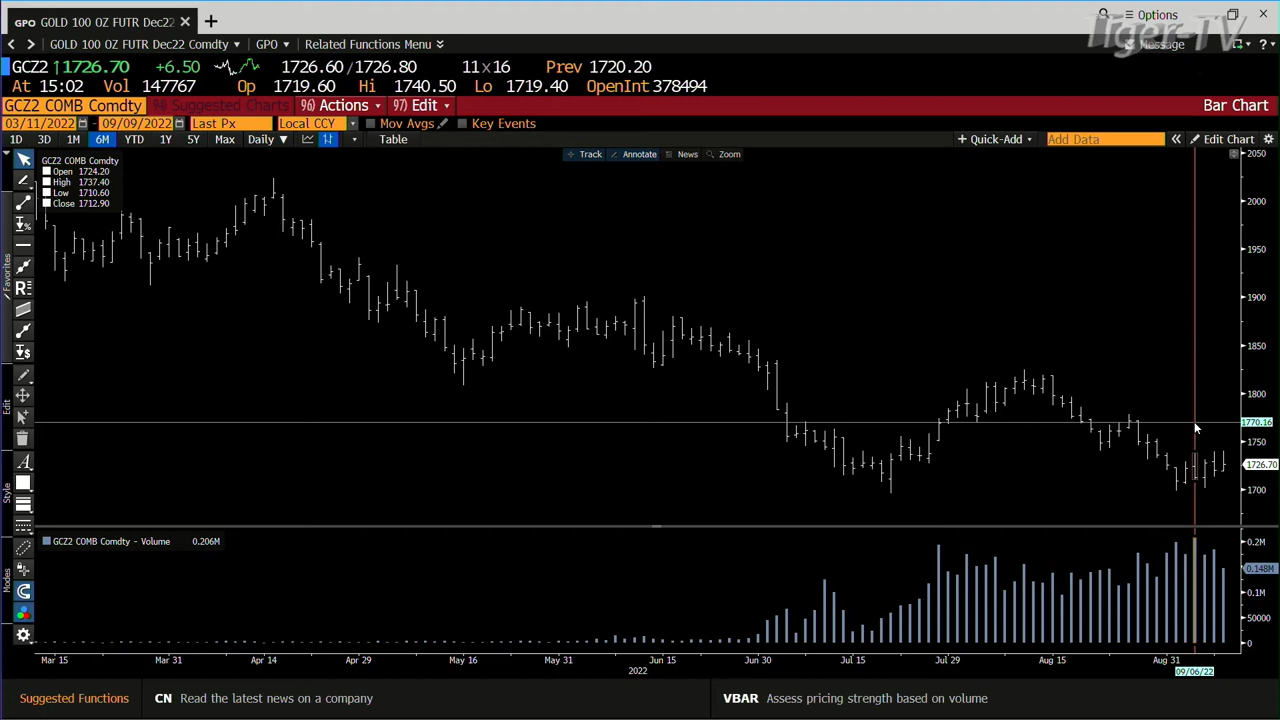 GPO GOLD 100 OZ FUTR Dec22
Options
Tiger-TV
GOLD 100 OZ FUTR Dec22 Comdty GPO Related Functions Menu
Message
GCZ2 ↑1726.70 +6.50 1726.60/1726.80 11x16 Prev 1720.20
At 15:02 Vol 147767 Op 1719.60 Hi 1740.50 Lo 1719.40 OpenInt 378494
GCZ2 COMB Comdty 94) Suggested Charts 96) Actions 97) Edit Bar Chart
03/11/2022 - 09/09/2022 Last Px Local CCY Mov Avgs Key Events
1D 3D 1M 6M YTD 1Y 5Y Max Daily Table + Quick-Add Add Data « Edit Chart
Track Annotate News Zoom
GCZ2 COMB Comdty
Open 1724.20
High 1737.40
Low 1710.60
Close 1712.90
2050
2000
1950
1900
1850
1800
1770.16
1750
1726.70
1700
Favorites
Edit
Style
Modes
GCZ2 COMB Comdty - Volume 0.206M
0.2M
0.148M
0.1M
50000
0
Mar 15 Mar 31 Apr 14 Apr 29 May 16 May 31 Jun 15 Jun 30 Jul 15 Jul 29 Aug 15 Aug 31
2022
09/06/22
Suggested Functions CN Read the latest news on a company VBAR Assess pricing strength based on volume